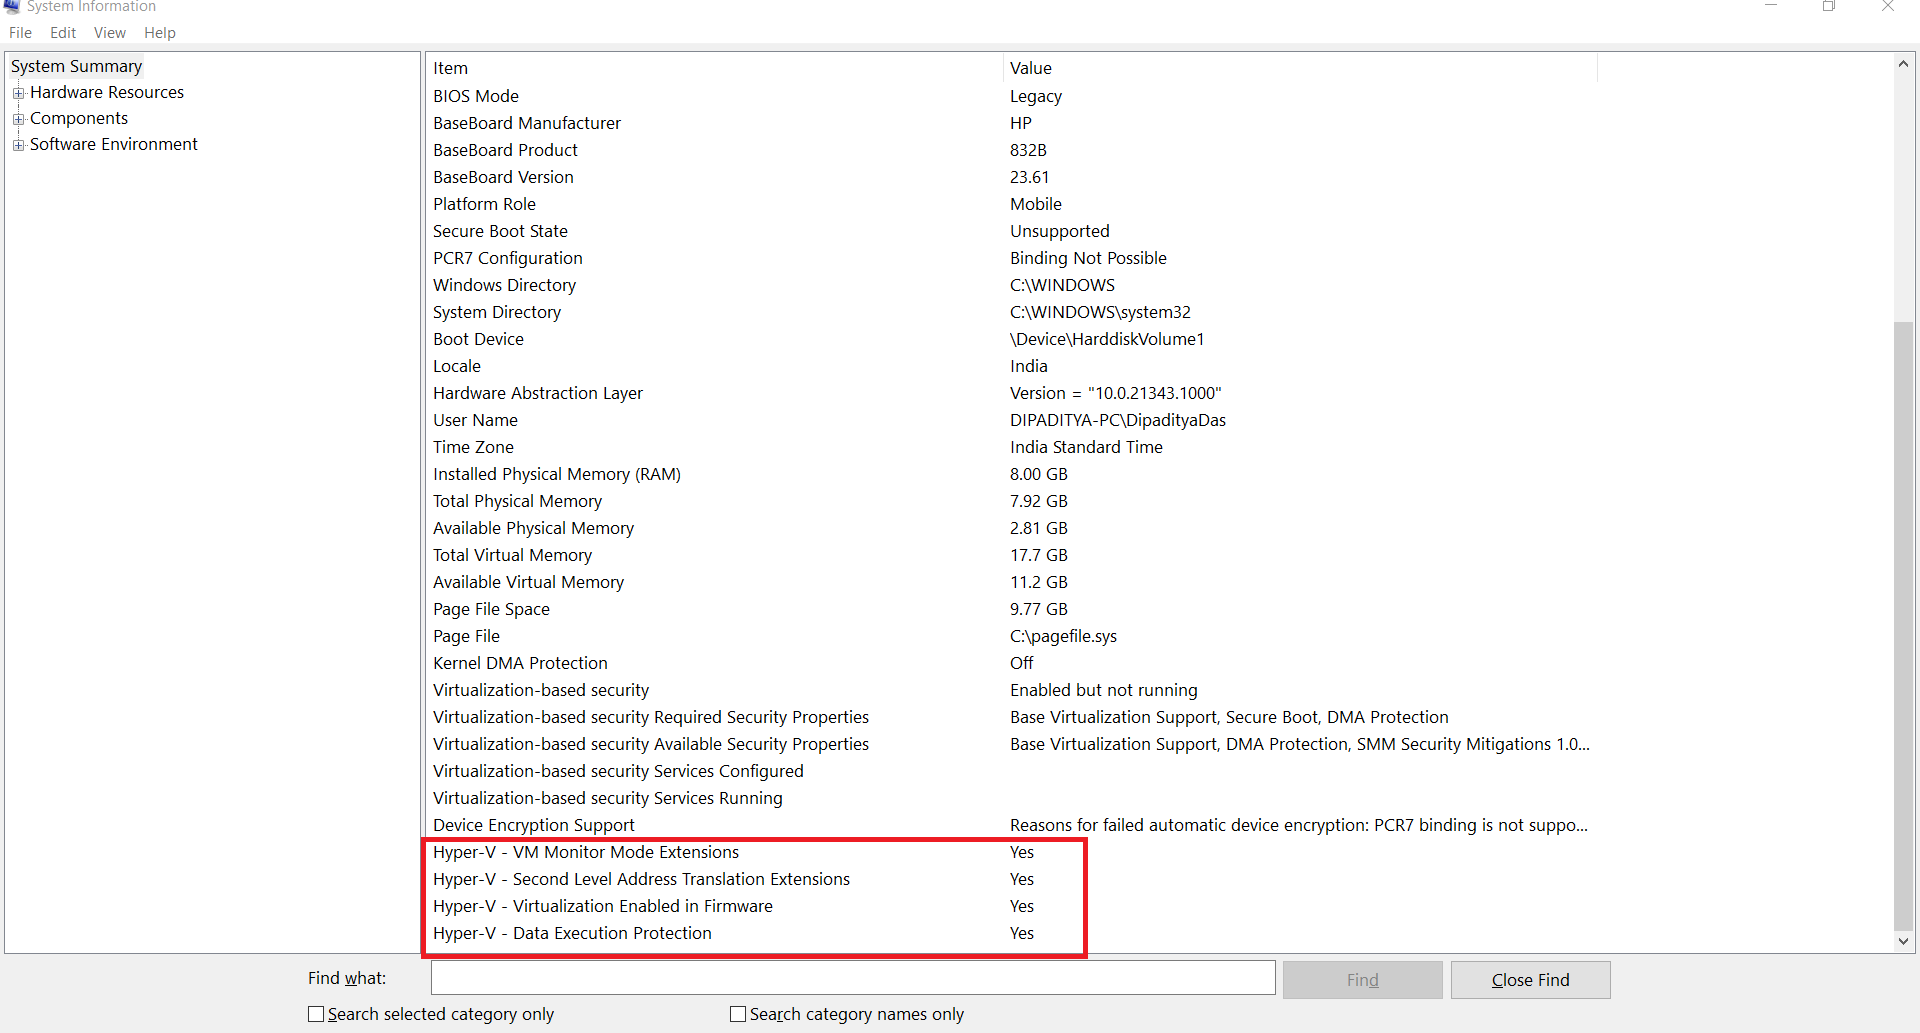 System Information
File Edit View Help
System Summary
Hardware Resources
Components
Software Environment
Item Value
BIOS Mode Legacy
BaseBoard Manufacturer HP
BaseBoard Product 832B
BaseBoard Version 23.61
Platform Role Mobile
Secure Boot State Unsupported
PCR7 Configuration Binding Not Possible
Windows Directory C:\WINDOWS
System Directory C:\WINDOWS\system32
Boot Device \Device\HarddiskVolume1
Locale India
Hardware Abstraction Layer Version = "10.0.21343.1000"
User Name DIPADITYA-PC\DipadityaDas
Time Zone India Standard Time
Installed Physical Memory (RAM) 8.00 GB
Total Physical Memory 7.92 GB
Available Physical Memory 2.81 GB
Total Virtual Memory 17.7 GB
Available Virtual Memory 11.2 GB
Page File Space 9.77 GB
Page File C:\pagefile.sys
Kernel DMA Protection Off
Virtualization-based security Enabled but not running
Virtualization-based security Required Security Properties Base Virtualization Support, Secure Boot, DMA Protection
Virtualization-based security Available Security Properties Base Virtualization Support, DMA Protection, SMM Security Mitigations 1.0...
Virtualization-based security Services Configured
Virtualization-based security Services Running
Device Encryption Support Reasons for failed automatic device encryption: PCR7 binding is not suppo...
Hyper-V - VM Monitor Mode Extensions Yes
Hyper-V - Second Level Address Translation Extensions Yes
Hyper-V - Virtualization Enabled in Firmware Yes
Hyper-V - Data Execution Protection Yes
Find what: Find Close Find
Search selected category only Search category names only